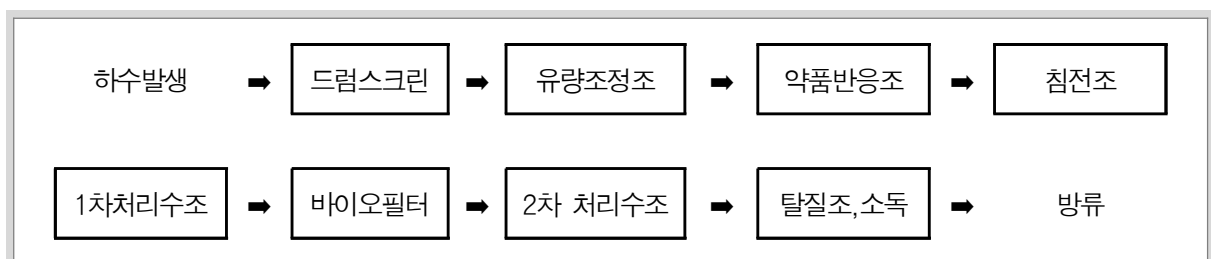 하수발생 ➡ 드럼스크린 ➡ 유량조정조 ➡ 약품반응조 ➡ 침전조
1차처리수조 ➡ 바이오필터 ➡ 2차 처리수조 ➡ 탈질조,소독 ➡ 방류